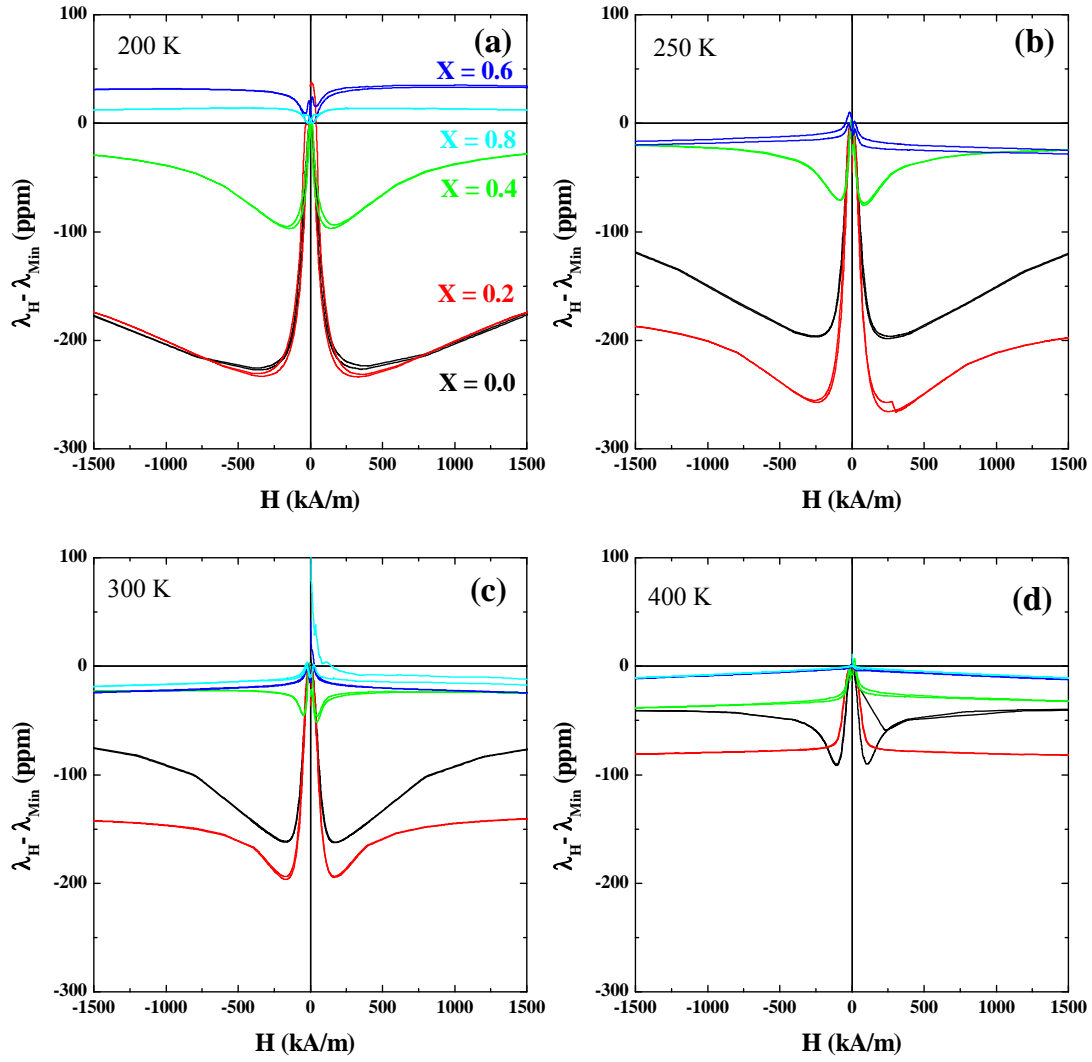 200 K
(a)
X = 0.6
X = 0.8
X = 0.4
X = 0.2
X = 0.0
100
0
-100
-200
-300
-1500 -1000 -500 0 500 1000 1500
λH- λMin (ppm)
H (kA/m)
250 K
(b)
100
0
-100
-200
-300
-1500 -1000 -500 0 500 1000 1500
λH- λMin (ppm)
H (kA/m)
300 K
(c)
100
0
-100
-200
-300
-1500 -1000 -500 0 500 1000 1500
λH- λMin (ppm)
H (kA/m)
400 K
(d)
100
0
-100
-200
-300
-1500 -1000 -500 0 500 1000 1500
λH- λMin (ppm)
H (kA/m)